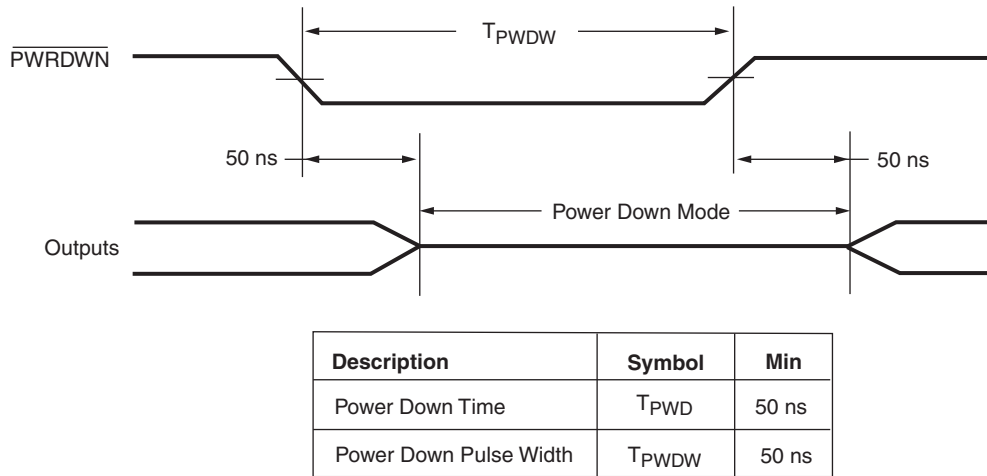 T_PWDW
PWRDWN
50 ns
50 ns
Power Down Mode
Outputs
Description Symbol Min
Power Down Time T_PWD 50 ns
Power Down Pulse Width T_PWDW 50 ns